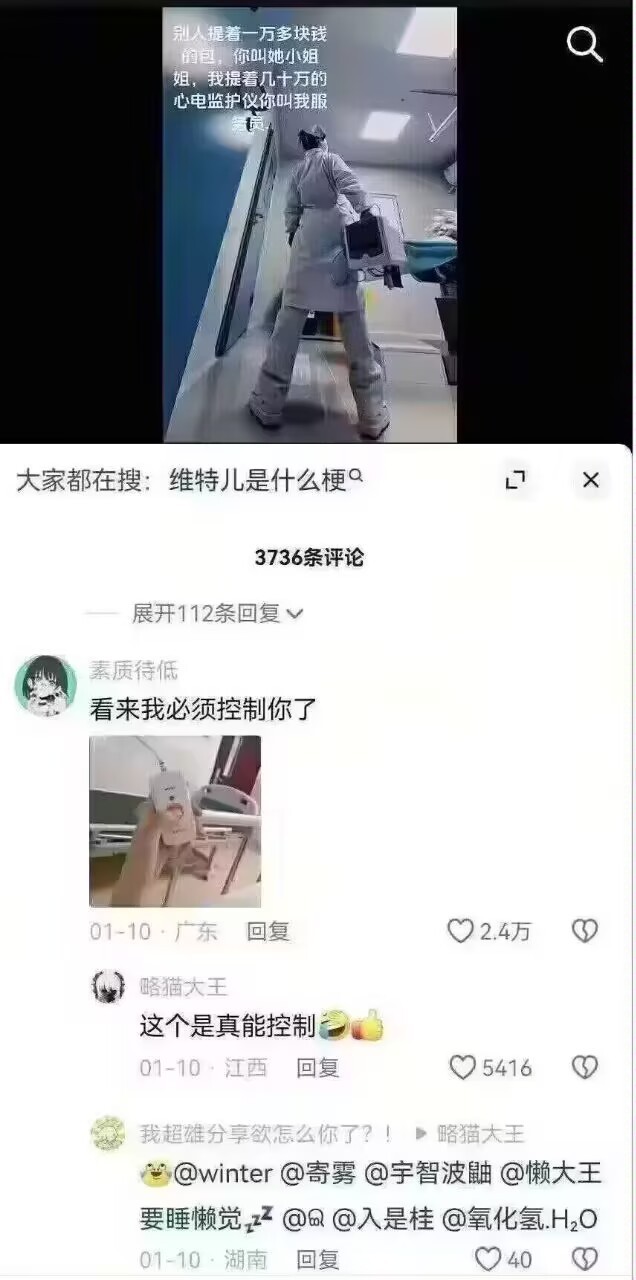 别人提着一万多块钱
的包，你叫她小姐
姐，我提着几十万的
心电监护仪你叫我服
务员
大家都在搜：维特儿是什么梗
3736条评论
展开112条回复
素质待低
看来我必须控制你了
01-10 · 广东 回复 2.4万
略猫大王
这个是真能控制
01-10 · 江西 回复 5416
我超雄分享欲怎么你了？！ ▶ 略猫大王
@winter @寄雾 @宇智波鼬 @懒大王
要睡懒觉 @ @入是桂 @氧化氢.H₂O
01-10 · 湖南 回复 40